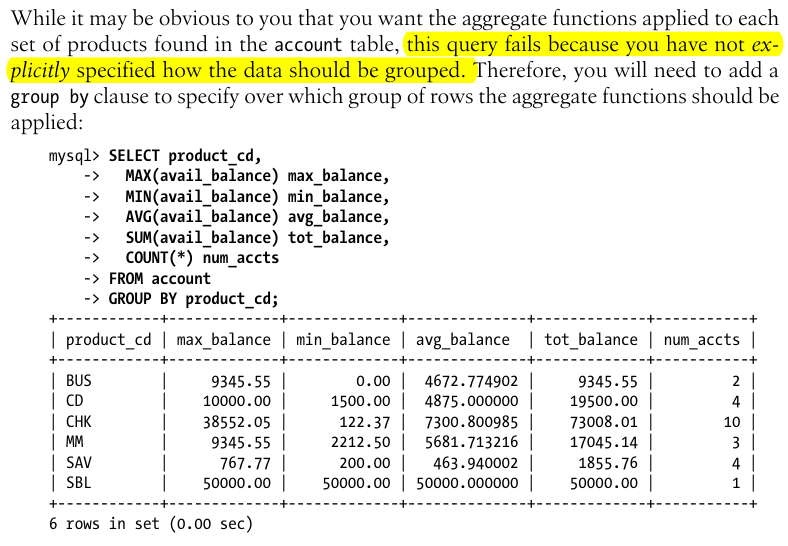 While it may be obvious to you that you want the aggregate functions applied to each
set of products found in the account table, this query fails because you have not ex-
plicitly specified how the data should be grouped. Therefore, you will need to add a
group by clause to specify over which group of rows the aggregate functions should be
applied:
mysql> SELECT product_cd,
    ->   MAX(avail_balance) max_balance,
    ->   MIN(avail_balance) min_balance,
    ->   AVG(avail_balance) avg_balance,
    ->   SUM(avail_balance) tot_balance,
    ->   COUNT(*) num_accts
    -> FROM account
    -> GROUP BY product_cd;
+------------+-------------+-------------+--------------+-------------+-----------+
| product_cd | max_balance | min_balance | avg_balance  | tot_balance | num_accts |
+------------+-------------+-------------+--------------+-------------+-----------+
| BUS        |     9345.55 |        0.00 |  4672.774902 |     9345.55 |         2 |
| CD         |    10000.00 |     1500.00 |  4875.000000 |    19500.00 |         4 |
| CHK        |    38552.05 |      122.37 |  7300.800985 |    73008.01 |        10 |
| MM         |     9345.55 |     2212.50 |  5681.713216 |    17045.14 |         3 |
| SAV        |      767.77 |      200.00 |   463.940002 |     1855.76 |         4 |
| SBL        |    50000.00 |    50000.00 | 50000.000000 |    50000.00 |         1 |
+------------+-------------+-------------+--------------+-------------+-----------+
6 rows in set (0.00 sec)